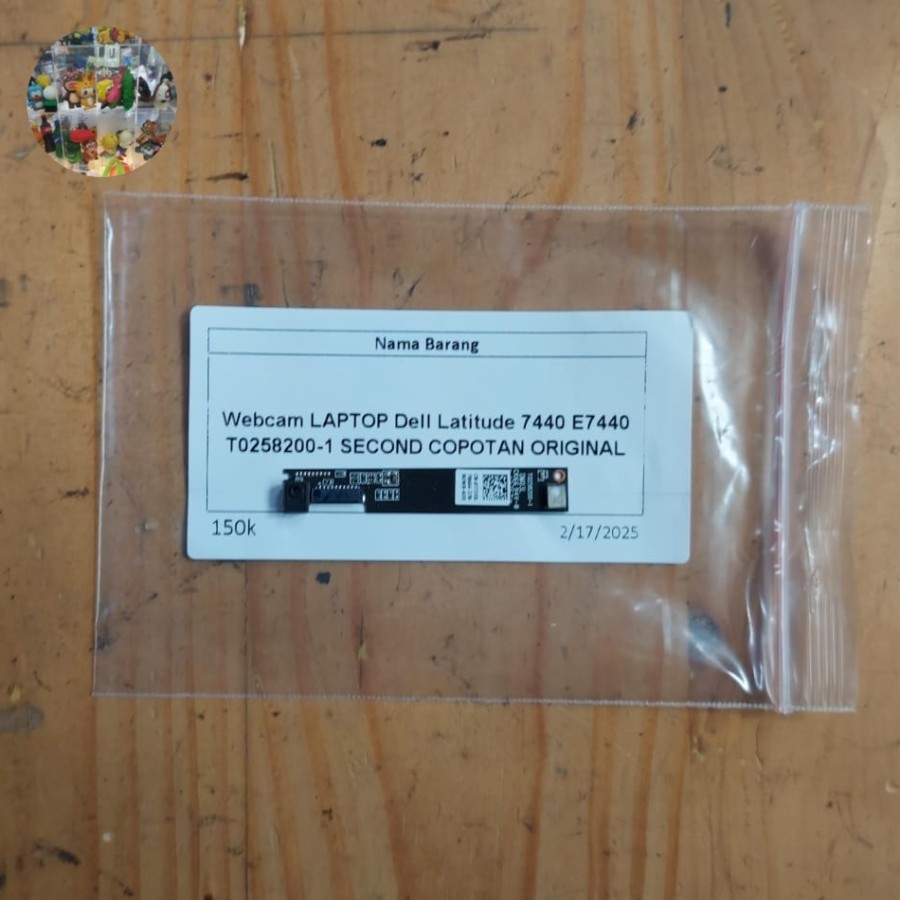 Nama Barang
Webcam LAPTOP Dell Latitude 7440 E7440
T0258200-1 SECOND COPOTAN ORIGINAL
150k
2/17/2025